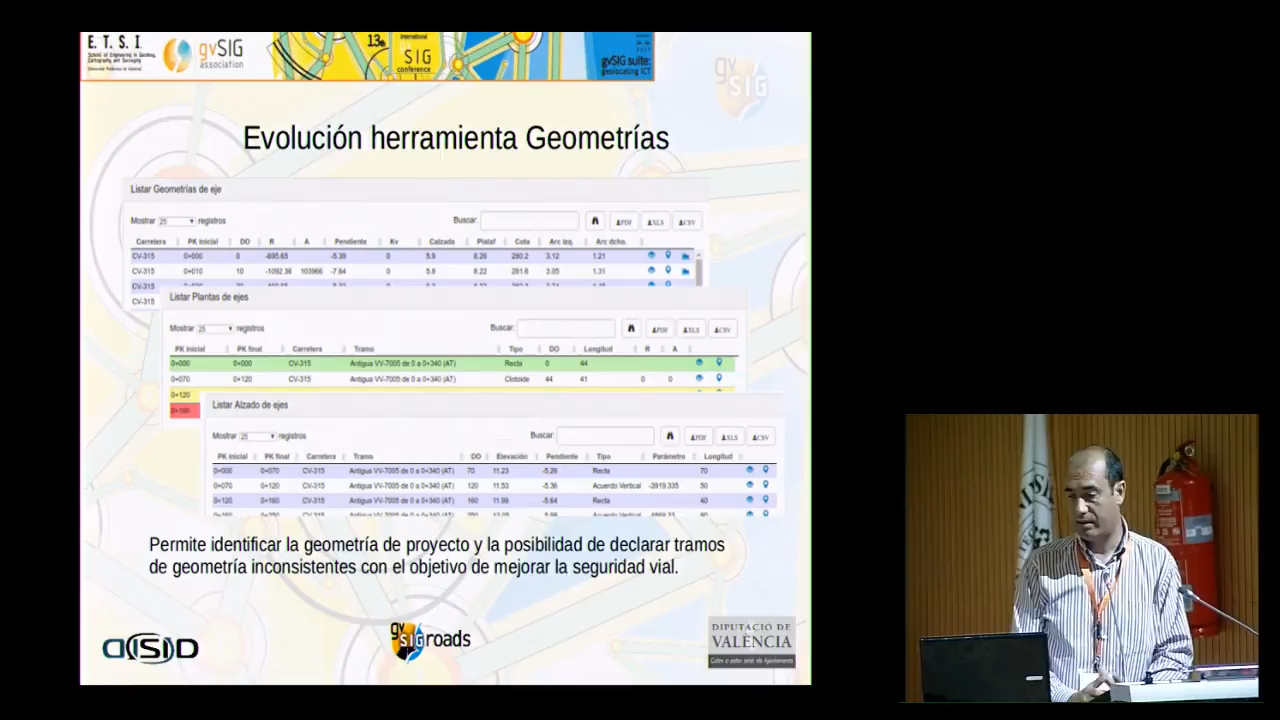 E. T. S. I.
gvSIG
association
13
International
SIG
conference
gvSIG suite:
geolocating ICT
gv
SIG
Evolución herramienta Geometrías
Listar Geometrías de eje
Mostrar 25 registros Buscar: PDF XLS CSV
Carretera PK inicial DO R A Pendiente Kv Calzada Plataf Cota Arc izq. Arc dcho.
CV-315 0+000 0 -695.65 -5.39 0 5.9 8.26 280.2 3.12 1.21
CV-315 0+010 10 -1092.36 103966 -7.64 0 5.8 8.22 281.6 3.05 1.31
CV-315
CV-315
Listar Plantas de ejes
Mostrar 25 registros Buscar: PDF XLS CSV
PK inicial PK final Carretera Tramo Tipo DO Longitud R A
0+000 0+000 CV-315 Antigua VV-7005 de 0 a 0+340 (AT) Recta 0 44
0+070 0+120 CV-315 Antigua VV-7005 de 0 a 0+340 (AT) Clotoide 44 41 0 0
0+120
0+160
Listar Alzado de ejes
Mostrar 25 registros Buscar: PDF XLS CSV
PK inicial PK final Carretera Tramo DO Elevación Pendiente Tipo Parámetro Longitud
0+000 0+070 CV-315 Antigua VV-7005 de 0 a 0+340 (AT) 70 11.23 -5.26 Recta 70
0+070 0+120 CV-315 Antigua VV-7005 de 0 a 0+340 (AT) 120 11.53 -5.36 Acuerdo Vertical -3919.335 50
0+120 0+160 CV-315 Antigua VV-7005 de 0 a 0+340 (AT) 160 11.99 -5.64 Recta 40
Permite identificar la geometría de proyecto y la posibilidad de declarar tramos
de geometría inconsistentes con el objetivo de mejorar la seguridad vial.
gvSIG roads
DIPUTACIÓ DE
VALÈNCIA